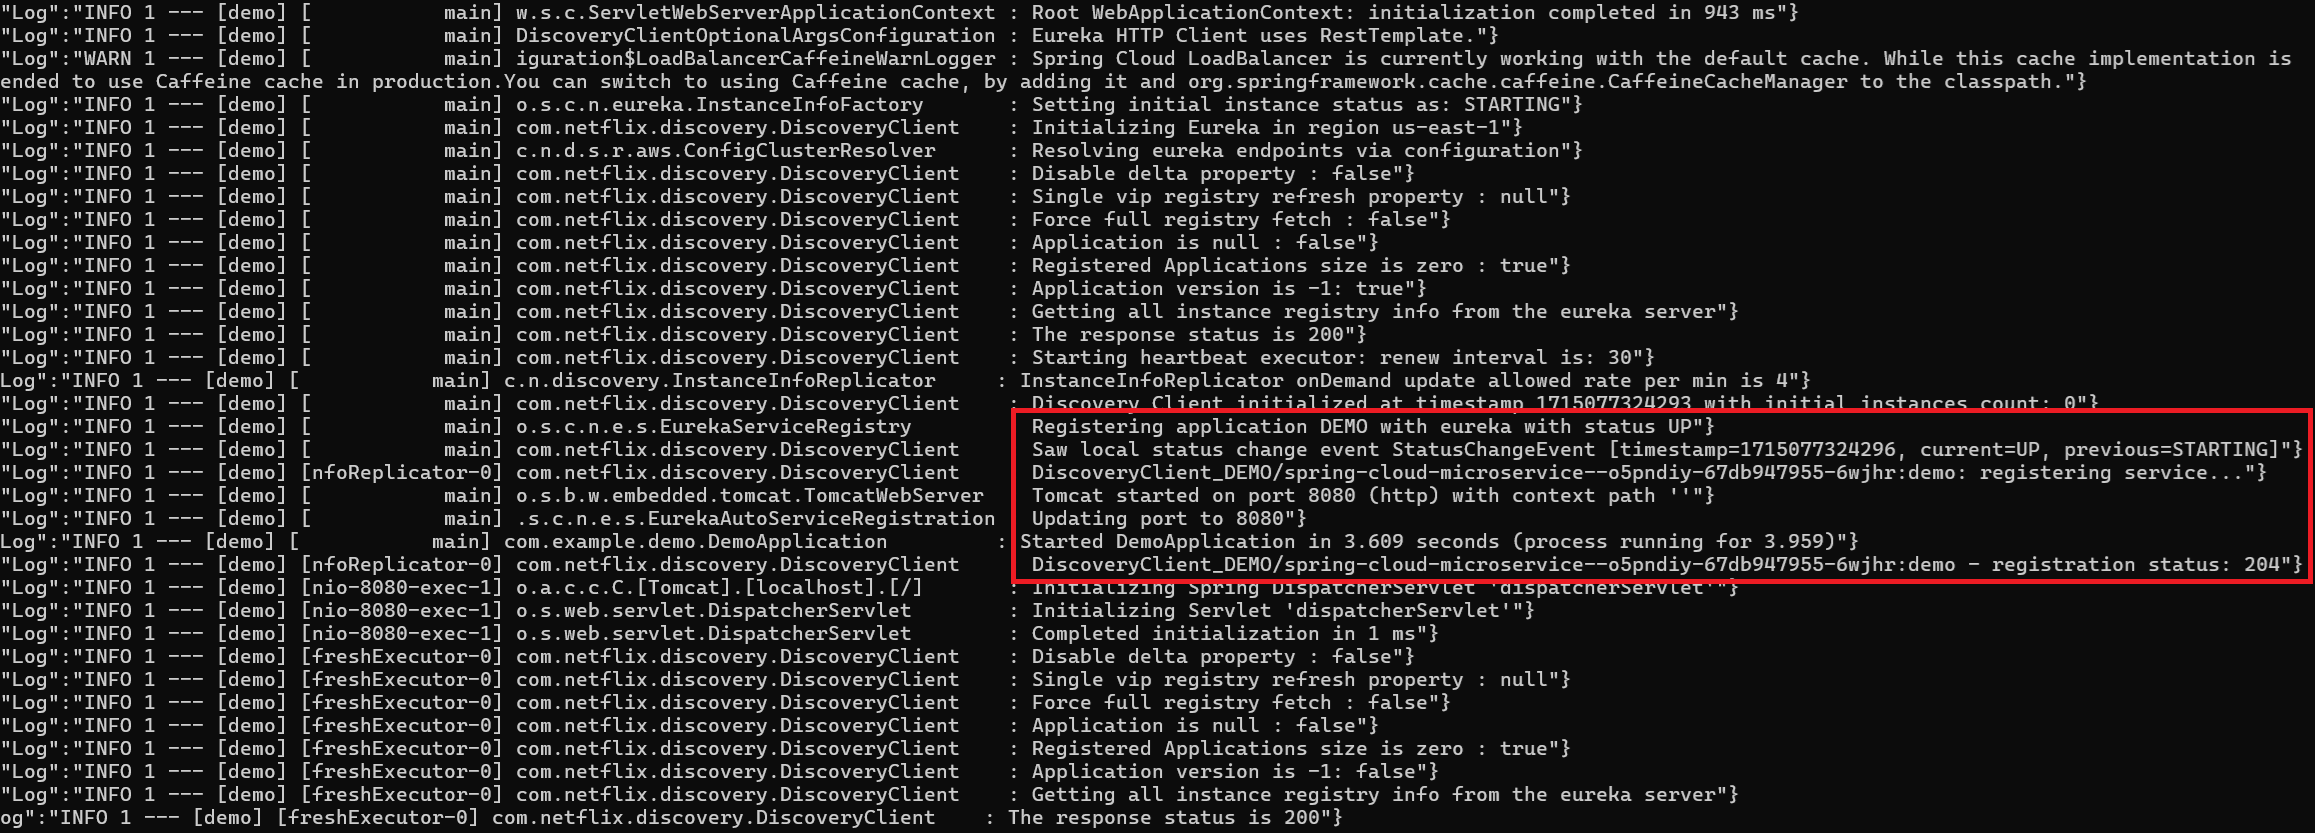 "Log":"INFO 1 --- [demo] [           main] w.s.c.ServletWebServerApplicationContext : Root WebApplicationContext: initialization completed in 943 ms"}
"Log":"INFO 1 --- [demo] [           main] DiscoveryClientOptionalArgsConfiguration : Eureka HTTP Client uses RestTemplate."}
"Log":"WARN 1 --- [demo] [           main] iguration$LoadBalancerCaffeineWarnLogger : Spring Cloud LoadBalancer is currently working with the default cache. While this cache implementation is
ended to use Caffeine cache in production.You can switch to using Caffeine cache, by adding it and org.springframework.cache.caffeine.CaffeineCacheManager to the classpath."}
"Log":"INFO 1 --- [demo] [           main] o.s.c.n.eureka.InstanceInfoFactory       : Setting initial instance status as: STARTING"}
"Log":"INFO 1 --- [demo] [           main] com.netflix.discovery.DiscoveryClient    : Initializing Eureka in region us-east-1"}
"Log":"INFO 1 --- [demo] [           main] c.n.d.s.r.aws.ConfigClusterResolver      : Resolving eureka endpoints via configuration"}
"Log":"INFO 1 --- [demo] [           main] com.netflix.discovery.DiscoveryClient    : Disable delta property : false"}
"Log":"INFO 1 --- [demo] [           main] com.netflix.discovery.DiscoveryClient    : Single vip registry refresh property : null"}
"Log":"INFO 1 --- [demo] [           main] com.netflix.discovery.DiscoveryClient    : Force full registry fetch : false"}
"Log":"INFO 1 --- [demo] [           main] com.netflix.discovery.DiscoveryClient    : Application is null : false"}
"Log":"INFO 1 --- [demo] [           main] com.netflix.discovery.DiscoveryClient    : Registered Applications size is zero : true"}
"Log":"INFO 1 --- [demo] [           main] com.netflix.discovery.DiscoveryClient    : Application version is -1: true"}
"Log":"INFO 1 --- [demo] [           main] com.netflix.discovery.DiscoveryClient    : Getting all instance registry info from the eureka server"}
"Log":"INFO 1 --- [demo] [           main] com.netflix.discovery.DiscoveryClient    : The response status is 200"}
"Log":"INFO 1 --- [demo] [           main] com.netflix.discovery.DiscoveryClient    : Starting heartbeat executor: renew interval is: 30"}
Log":"INFO 1 --- [demo] [           main] c.n.discovery.InstanceInfoReplicator     : InstanceInfoReplicator onDemand update allowed rate per min is 4"}
"Log":"INFO 1 --- [demo] [           main] com.netflix.discovery.DiscoveryClient    : Discovery Client initialized at timestamp 1715077324293 with initial instances count: 0"}
"Log":"INFO 1 --- [demo] [           main] o.s.c.n.e.s.EurekaServiceRegistry          Registering application DEMO with eureka with status UP"}
"Log":"INFO 1 --- [demo] [           main] com.netflix.discovery.DiscoveryClient      Saw local status change event StatusChangeEvent [timestamp=1715077324296, current=UP, previous=STARTING]"}
"Log":"INFO 1 --- [demo] [nfoReplicator-0] com.netflix.discovery.DiscoveryClient      DiscoveryClient_DEMO/spring-cloud-microservice--o5pndiy-67db947955-6wjhr:demo: registering service..."}
"Log":"INFO 1 --- [demo] [           main] o.s.b.w.embedded.tomcat.TomcatWebServer    Tomcat started on port 8080 (http) with context path ''"}
"Log":"INFO 1 --- [demo] [           main] .s.c.n.e.s.EurekaAutoServiceRegistration   Updating port to 8080"}
Log":"INFO 1 --- [demo] [           main] com.example.demo.DemoApplication         : Started DemoApplication in 3.609 seconds (process running for 3.959)"}
"Log":"INFO 1 --- [demo] [nfoReplicator-0] com.netflix.discovery.DiscoveryClient      DiscoveryClient_DEMO/spring-cloud-microservice--o5pndiy-67db947955-6wjhr:demo - registration status: 204"}
"Log":"INFO 1 --- [demo] [nio-8080-exec-1] o.a.c.c.C.[Tomcat].[localhost].[/]       : Initializing Spring DispatcherServlet 'dispatcherServlet'"}
"Log":"INFO 1 --- [demo] [nio-8080-exec-1] o.s.web.servlet.DispatcherServlet        : Initializing Servlet 'dispatcherServlet'"}
"Log":"INFO 1 --- [demo] [nio-8080-exec-1] o.s.web.servlet.DispatcherServlet        : Completed initialization in 1 ms"}
"Log":"INFO 1 --- [demo] [freshExecutor-0] com.netflix.discovery.DiscoveryClient    : Disable delta property : false"}
"Log":"INFO 1 --- [demo] [freshExecutor-0] com.netflix.discovery.DiscoveryClient    : Single vip registry refresh property : null"}
"Log":"INFO 1 --- [demo] [freshExecutor-0] com.netflix.discovery.DiscoveryClient    : Force full registry fetch : false"}
"Log":"INFO 1 --- [demo] [freshExecutor-0] com.netflix.discovery.DiscoveryClient    : Application is null : false"}
"Log":"INFO 1 --- [demo] [freshExecutor-0] com.netflix.discovery.DiscoveryClient    : Registered Applications size is zero : true"}
"Log":"INFO 1 --- [demo] [freshExecutor-0] com.netflix.discovery.DiscoveryClient    : Application version is -1: false"}
"Log":"INFO 1 --- [demo] [freshExecutor-0] com.netflix.discovery.DiscoveryClient    : Getting all instance registry info from the eureka server"}
og":"INFO 1 --- [demo] [freshExecutor-0] com.netflix.discovery.DiscoveryClient    : The response status is 200"}